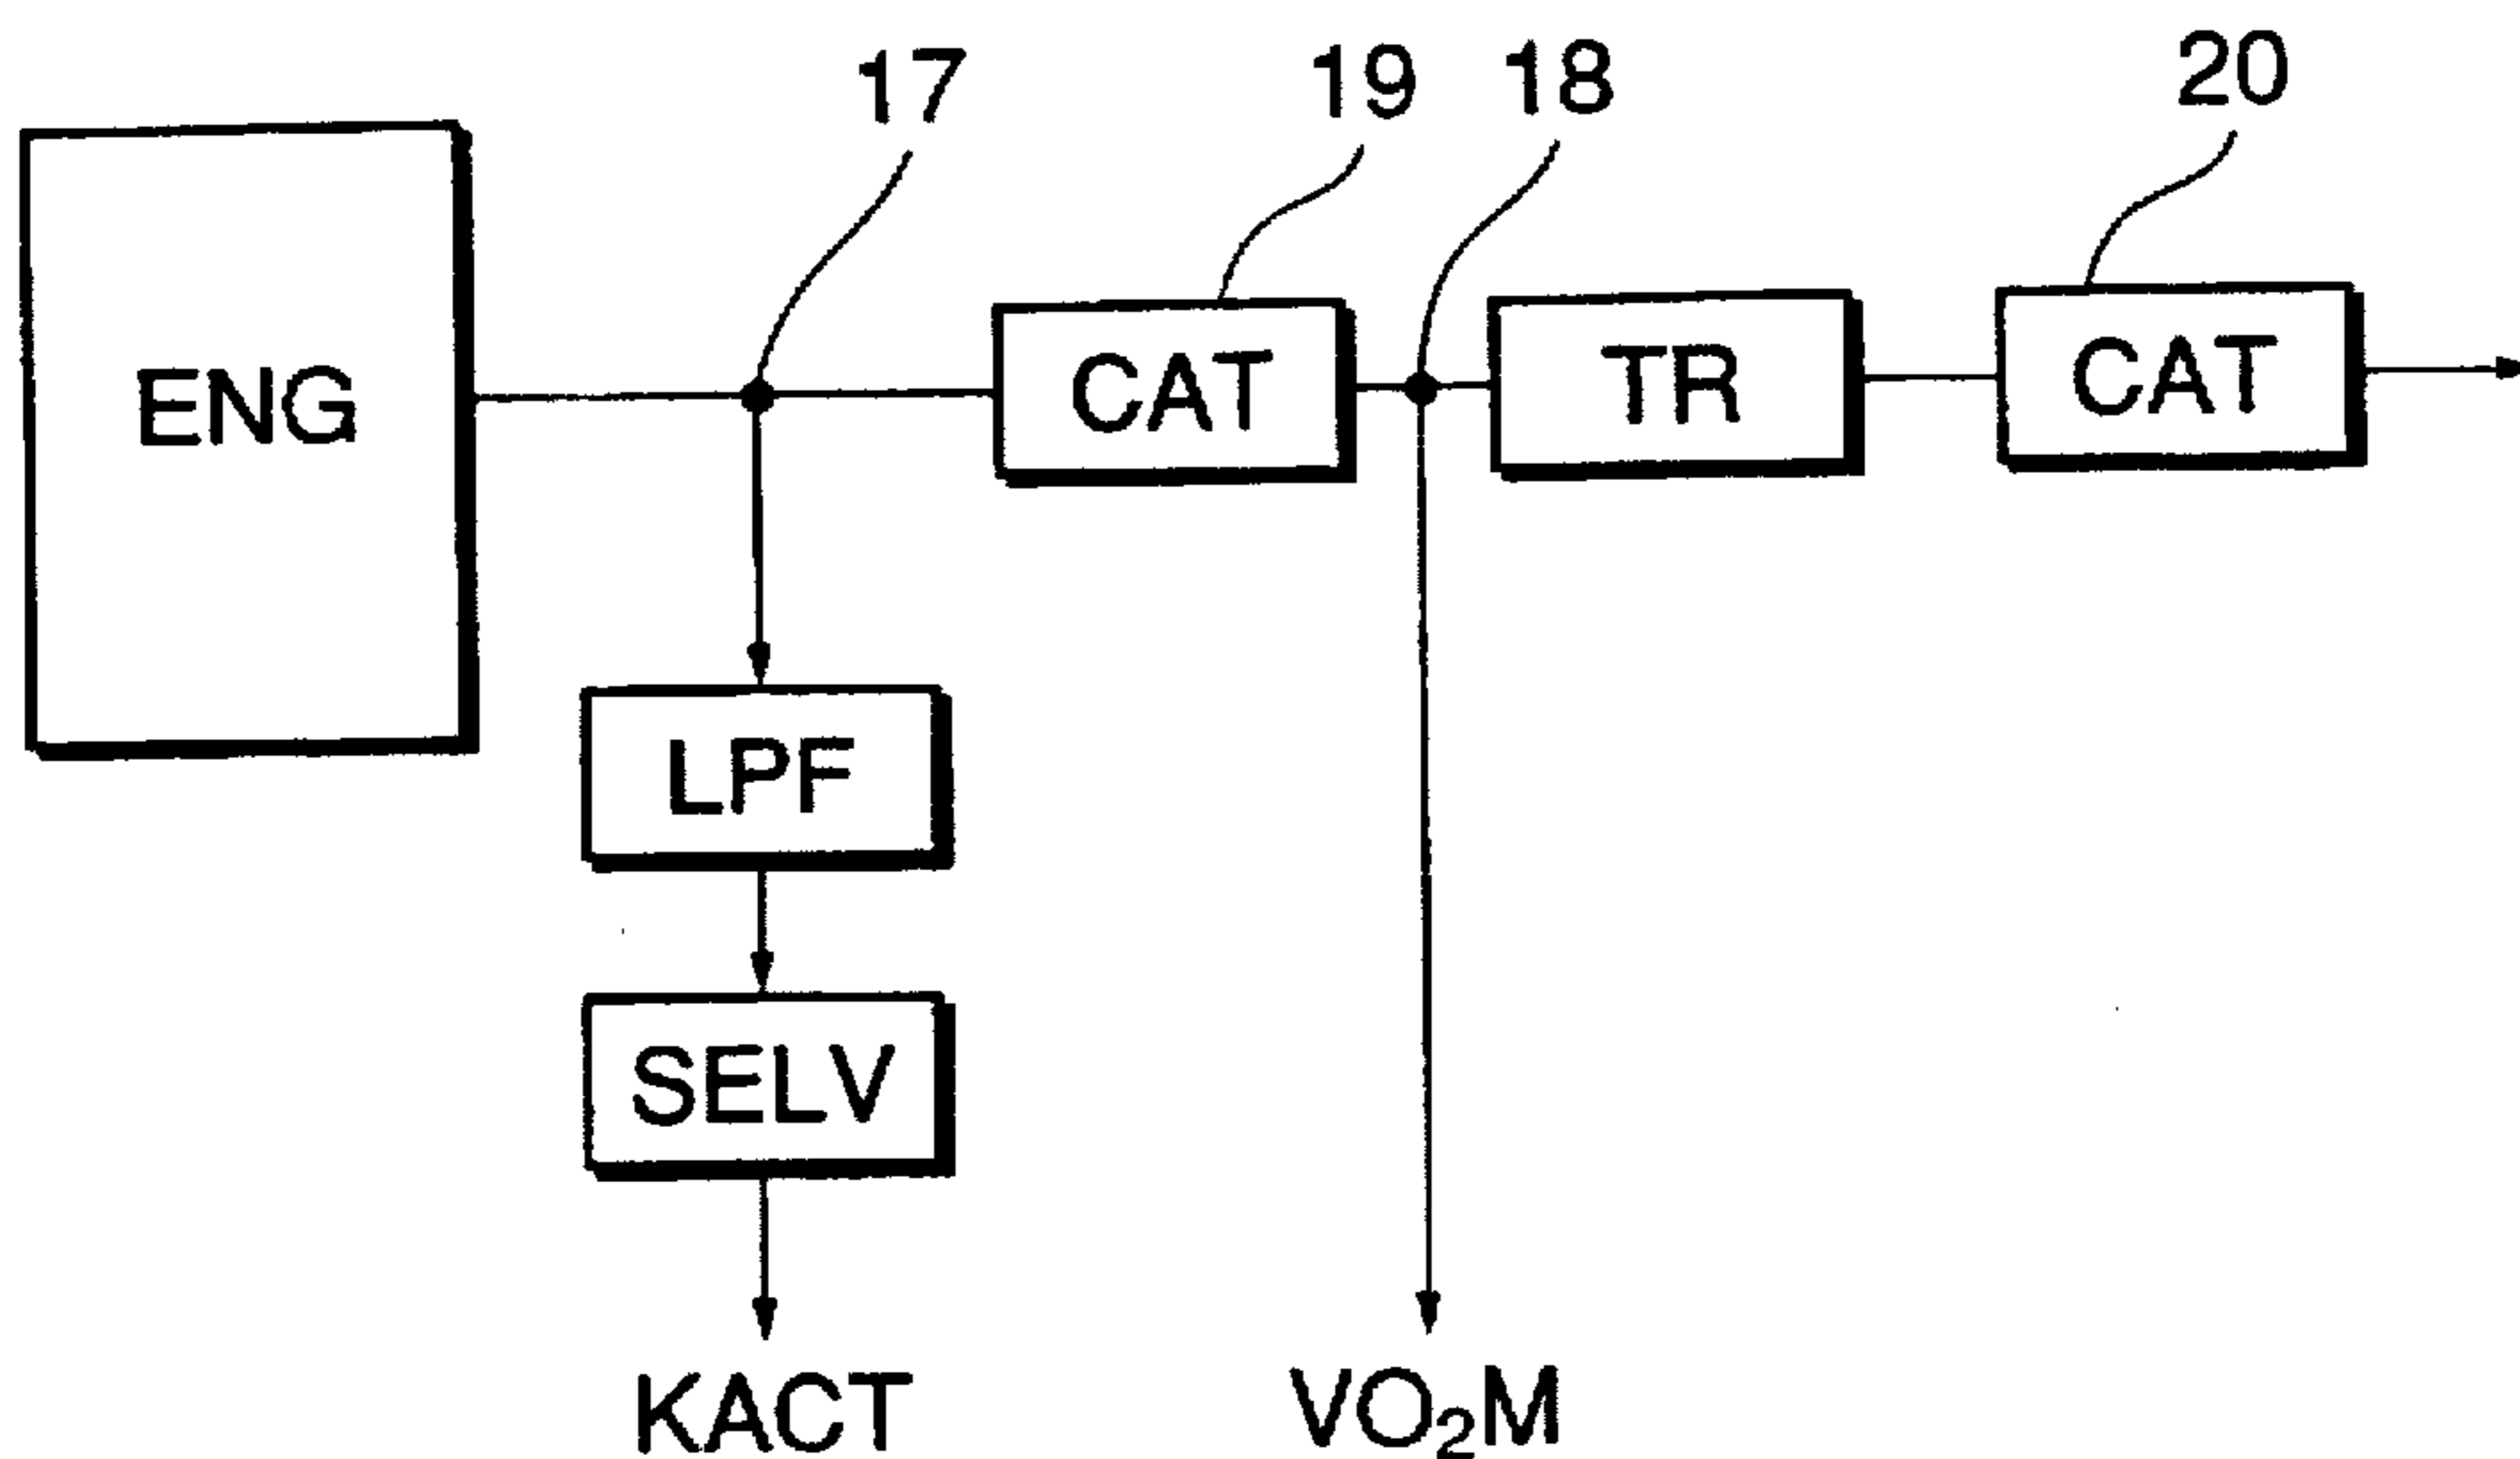 17
19
18
20
ENG
CAT
TR
CAT
LPF
SELV
KACT
VO₂M